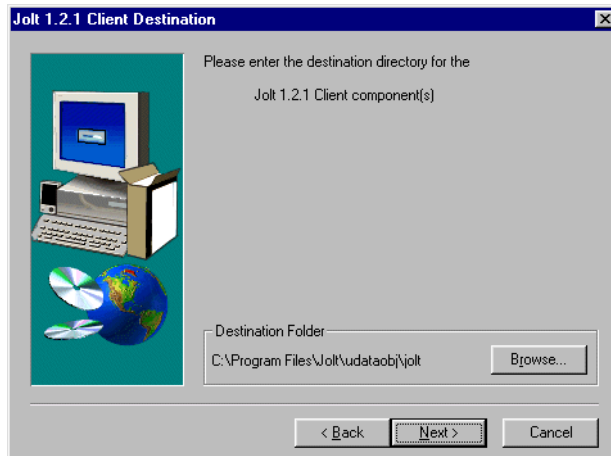 Jolt 1.2.1 Client Destination
Please enter the destination directory for the
Jolt 1.2.1 Client component(s)
Destination Folder
C:\Program Files\Jolt\udataobj\jolt
Browse...
< Back
Next >
Cancel